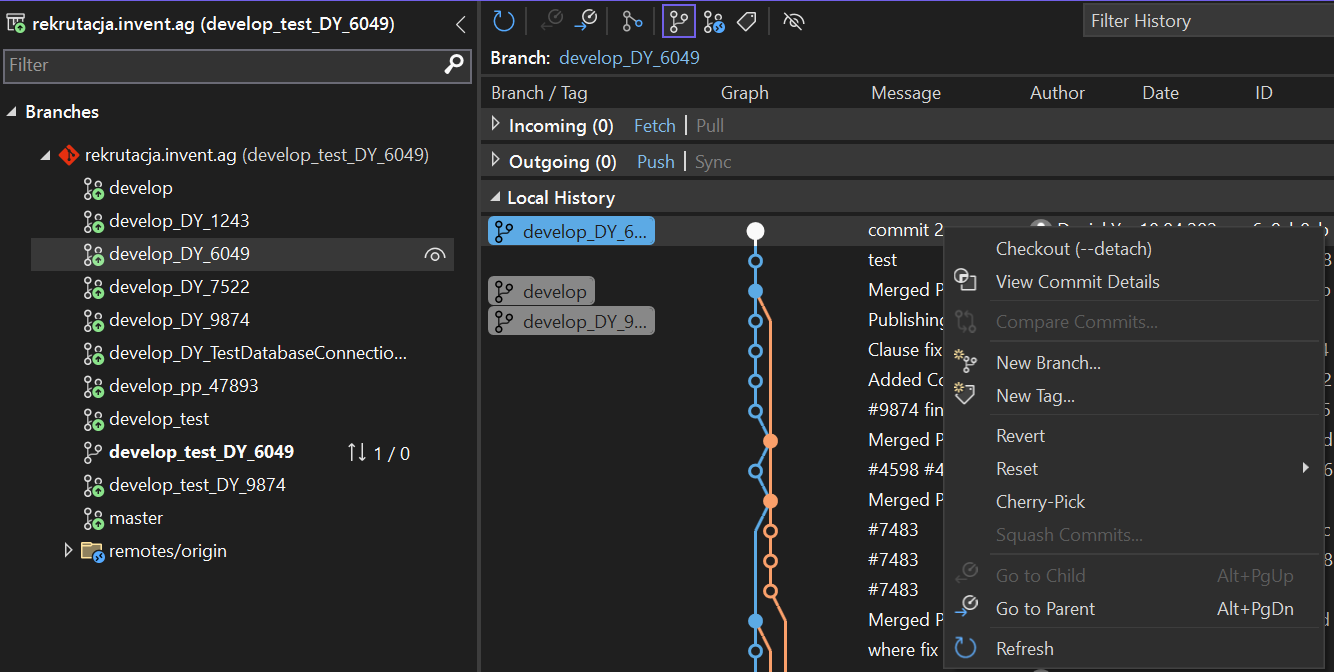 rekrutacja.invent.ag (develop_test_DY_6049)
Filter
Branches
rekrutacja.invent.ag (develop_test_DY_6049)
develop
develop_DY_1243
develop_DY_6049
develop_DY_7522
develop_DY_9874
develop_DY_TestDatabaseConnectio...
develop_pp_47893
develop_test
develop_test_DY_6049 1 / 0
develop_test_DY_9874
master
remotes/origin
Filter History
Branch: develop_DY_6049
Branch / Tag Graph Message Author Date ID
Incoming (0) Fetch | Pull
Outgoing (0) Push | Sync
Local History
develop_DY_6... commit 2
test
develop Merged P
develop_DY_9... Publishing
Clause fix
Added Co
#9874 fin
Merged P
#4598 #4
Merged P
#7483
#7483
#7483
Merged P
where fix
Checkout (--detach)
View Commit Details
Compare Commits...
New Branch...
New Tag...
Revert
Reset
Cherry-Pick
Squash Commits...
Go to Child Alt+PgUp
Go to Parent Alt+PgDn
Refresh